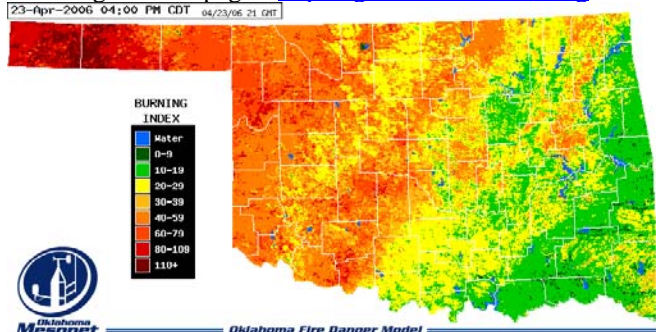 23-Apr-2006 04:00 PM CDT 04/23/06 21 GMT
BURNING
INDEX
Water
0-9
10-19
20-29
30-39
40-59
60-79
80-109
110+
Oklahoma
Mesonet
Oklahoma Fire Danger Model